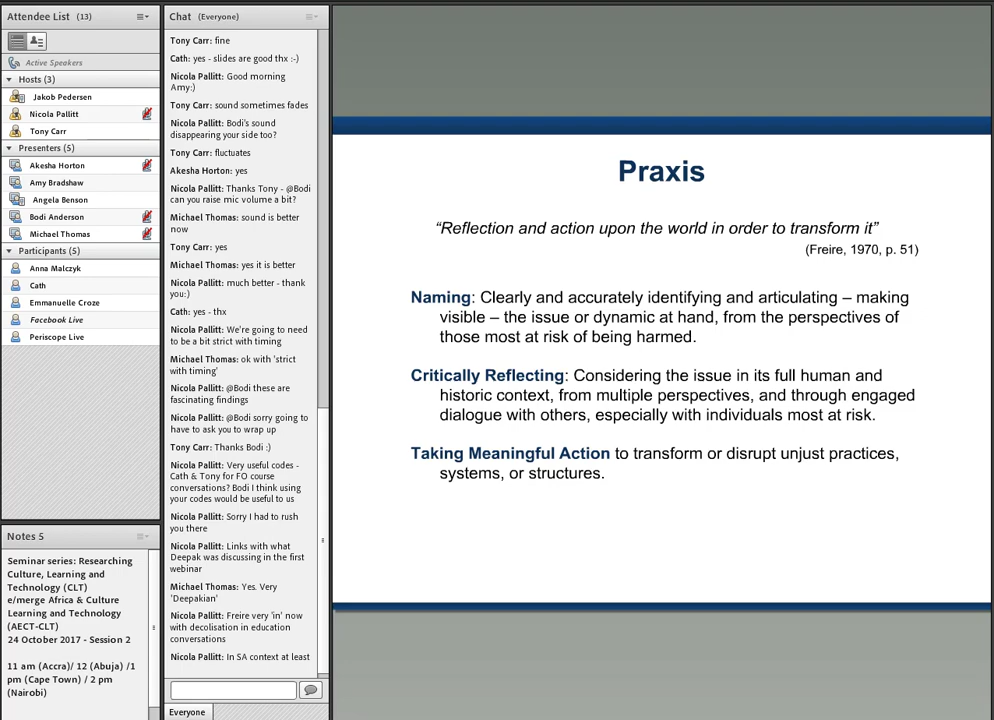 Attendee List (13)
Active Speakers
Hosts (3)
Jakob Pedersen
Nicola Pallitt
Tony Carr
Presenters (5)
Akesha Horton
Amy Bradshaw
Angela Benson
Bodi Anderson
Michael Thomas
Participants (5)
Anna Malczyk
Cath
Emmanuelle Croze
Facebook Live
Periscope Live
Notes 5
Seminar series: Researching
Culture, Learning and
Technology (CLT)
e/merge Africa & Culture
Learning and Technology
(AECT-CLT)
24 October 2017 - Session 2
11 am (Accra)/ 12 (Abuja) /1
pm (Cape Town) / 2 pm
(Nairobi)
Chat (Everyone)
Tony Carr: fine
Cath: yes - slides are good thx :-)
Nicola Pallitt: Good morning
Amy:)
Tony Carr: sound sometimes fades
Nicola Pallitt: Bodi's sound
disappearing your side too?
Tony Carr: fluctuates
Akesha Horton: yes
Nicola Pallitt: Thanks Tony - @Bodi
can you raise mic volume a bit?
Michael Thomas: sound is better
now
Tony Carr: yes
Michael Thomas: yes it is better
Nicola Pallitt: much better - thank
you:)
Cath: yes - thx
Nicola Pallitt: We're going to need
to be a bit strict with timing
Michael Thomas: ok with 'strict
with timing'
Nicola Pallitt: @Bodi these are
fascinating findings
Nicola Pallitt: @Bodi sorry going to
have to ask you to wrap up
Tony Carr: Thanks Bodi :)
Nicola Pallitt: Very useful codes -
Cath & Tony for FO course
conversations? Bodi I think using
your codes would be useful to us
Nicola Pallitt: Sorry I had to rush
you there
Nicola Pallitt: Links with what
Deepak was discussing in the first
webinar
Michael Thomas: Yes. Very
'Deepakian'
Nicola Pallitt: Freire very 'in' now
with decolisation in education
conversations
Nicola Pallitt: In SA context at least
Everyone
Praxis
“Reflection and action upon the world in order to transform it”
(Freire, 1970, p. 51)
Naming: Clearly and accurately identifying and articulating – making
visible – the issue or dynamic at hand, from the perspectives of
those most at risk of being harmed.
Critically Reflecting: Considering the issue in its full human and
historic context, from multiple perspectives, and through engaged
dialogue with others, especially with individuals most at risk.
Taking Meaningful Action to transform or disrupt unjust practices,
systems, or structures.